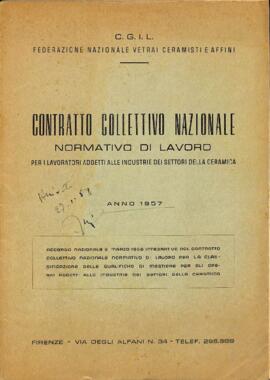 C. G. I. L.
FEDERAZIONE NAZIONALE VETRAI CERAMISTI E AFFINI
CONTRATTO COLLETTIVO NAZIONALE
NORMATIVO DI LAVORO
PER I LAVORATORI ADDETTI ALLE INDUSTRIE DEI SETTORI DELLA CERAMICA
ANNO 1957
ACCORDO NAZIONALE MARZO 1958 INTEGRATIVO DEL CONTRATTO
COLLETTIVO NAZIONALE NORMATIVO DI LAVORO PER LA CLAS-
SIFICAZIONE DELLE QUALIFICHE DI MESTIERE PER GLI OPE-
RAI ADDETTI ALLE INDUSTRIE DEI SETTORI DELLA CERAMICA
FIRENZE - VIA DEGLI ALFANI N. 34 - TELEF.